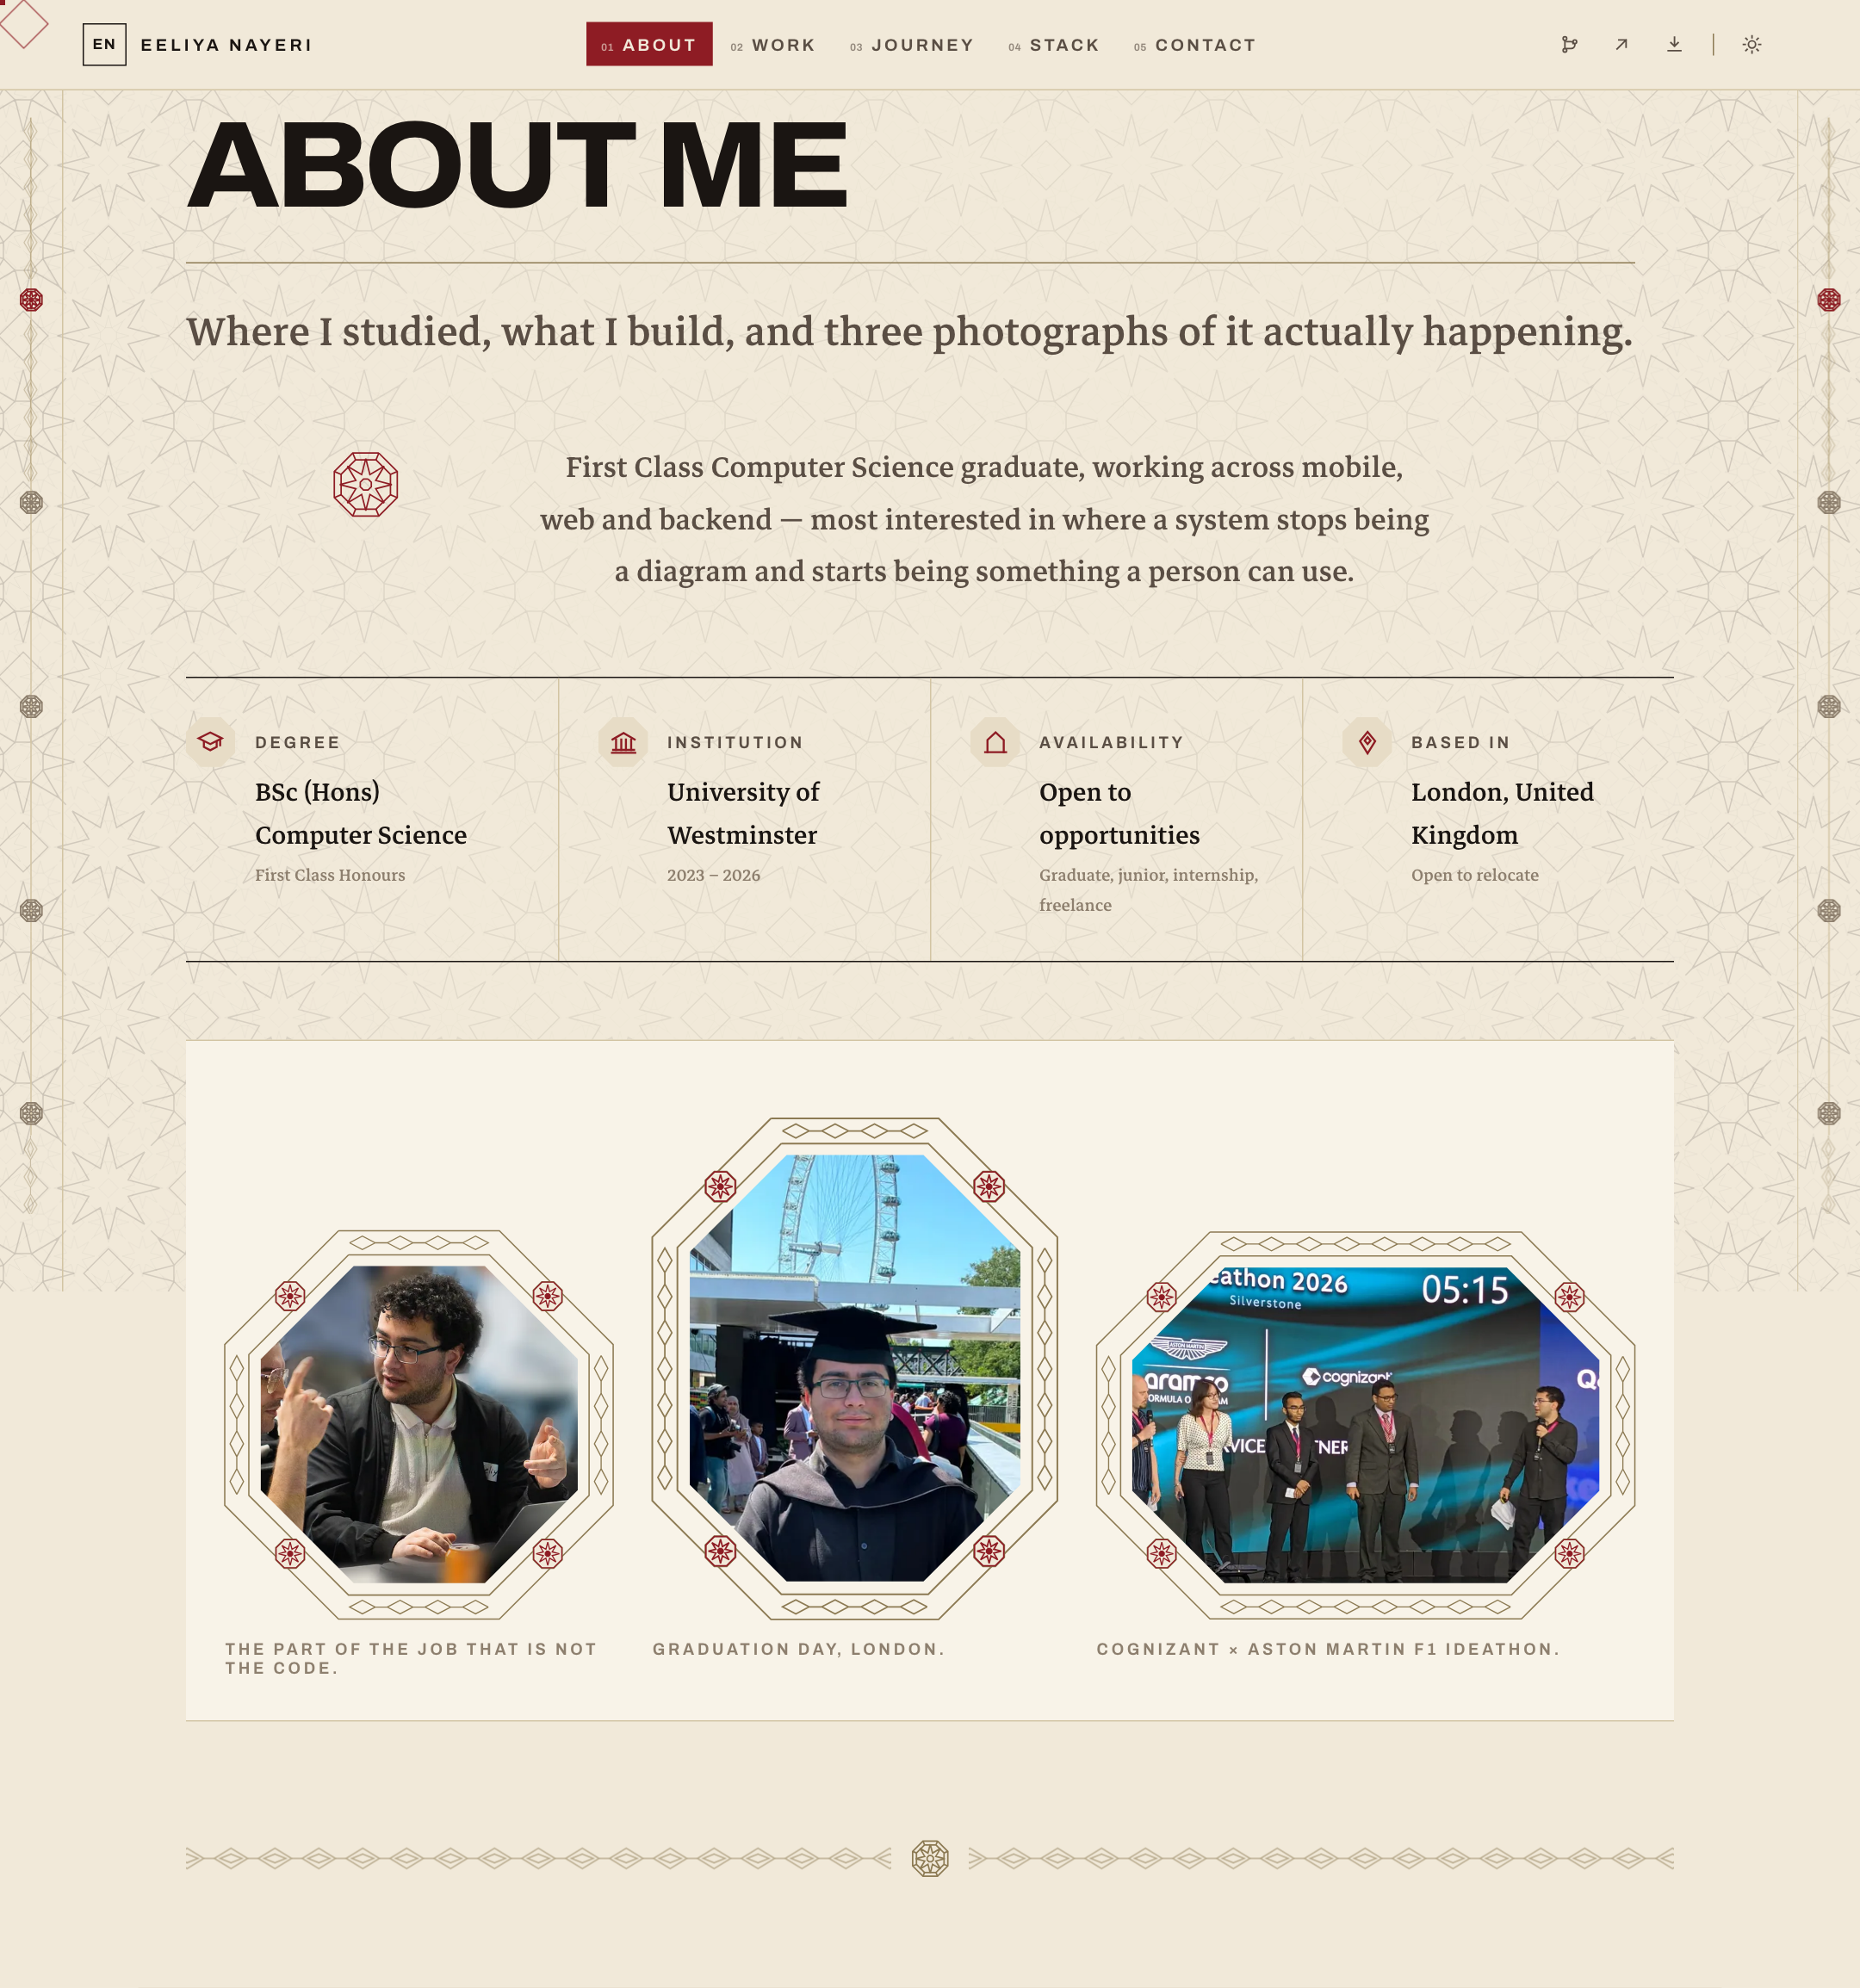 EN EELIYA NAYERI 01 ABOUT 02 WORK 03 JOURNEY 04 STACK 05 CONTACT
ABOUT ME
Where I studied, what I build, and three photographs of it actually happening.
First Class Computer Science graduate, working across mobile,
web and backend — most interested in where a system stops being
a diagram and starts being something a person can use.
DEGREE
BSc (Hons)
Computer Science
First Class Honours
INSTITUTION
University of
Westminster
2023 – 2026
AVAILABILITY
Open to
opportunities
Graduate, junior, internship,
freelance
BASED IN
London, United
Kingdom
Open to relocate
eathon 2026
Silverstone
05:15
ASTON MARTIN
aramco
cognizant
THE PART OF THE JOB THAT IS NOT
THE CODE.
GRADUATION DAY, LONDON.
COGNIZANT × ASTON MARTIN F1 IDEATHON.